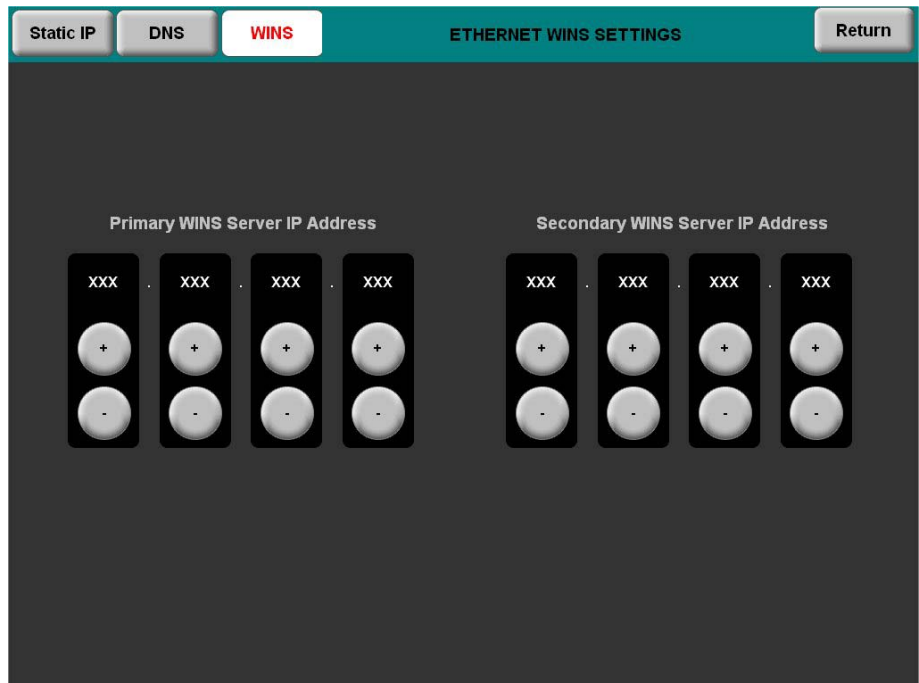 Static IP DNS WINS ETHERNET WINS SETTINGS Return
Primary WINS Server IP Address Secondary WINS Server IP Address
XXX . XXX . XXX . XXX XXX . XXX . XXX . XXX
+ + + + + + + +
- - - - - - - -